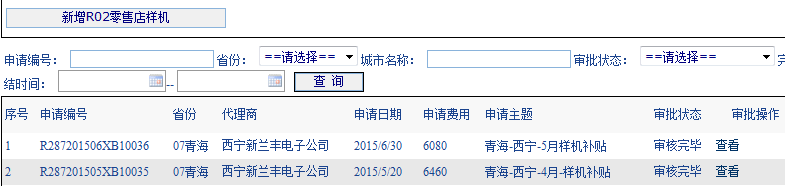 新增R02零售店样机
申请编号： 省份： ==请选择== 城市名称： 审批状态： ==请选择==
结时间： -- 查 询
序号 申请编号 省份 代理商 申请日期 申请费用 申请主题 审批状态 审批操作
1 R287201506XB10036 07青海 西宁新兰丰电子公司 2015/6/30 6080 青海-西宁-5月样机补贴 审核完毕 查看
2 R287201505XB10035 07青海 西宁新兰丰电子公司 2015/5/20 6460 青海-西宁-4月-样机补贴 审核完毕 查看